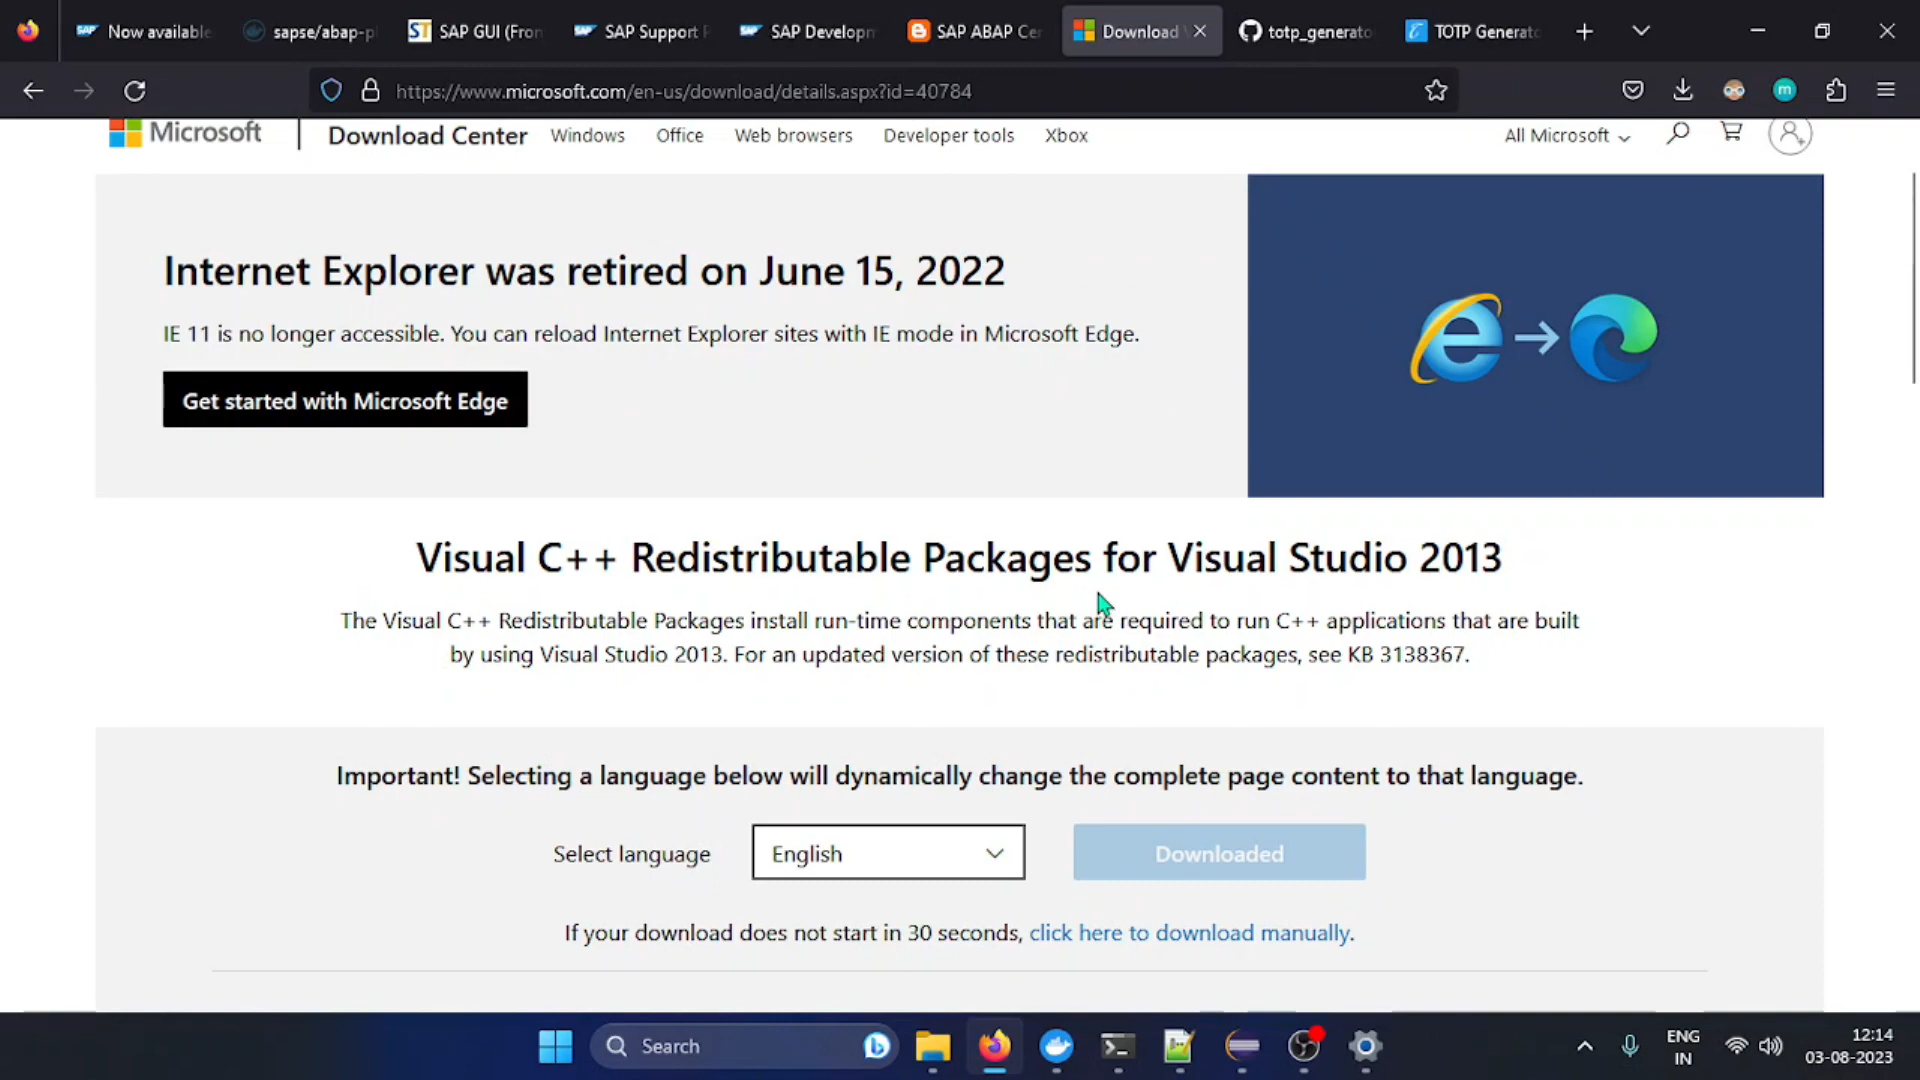 Now available
sapse/abap-p
SAP GUI (Fron
SAP Support P
SAP Developm
SAP ABAP Cer
Download
totp_generato
TOTP Generato
https://www.microsoft.com/en-us/download/details.aspx?id=40784
m
Microsoft
Download Center
Windows
Office
Web browsers
Developer tools
Xbox
All Microsoft
Internet Explorer was retired on June 15, 2022
IE 11 is no longer accessible. You can reload Internet Explorer sites with IE mode in Microsoft Edge.
Get started with Microsoft Edge
Visual C++ Redistributable Packages for Visual Studio 2013
The Visual C++ Redistributable Packages install run-time components that are required to run C++ applications that are built
by using Visual Studio 2013. For an updated version of these redistributable packages, see KB 3138367.
Important! Selecting a language below will dynamically change the complete page content to that language.
Select language
English
Downloaded
If your download does not start in 30 seconds, click here to download manually.
Search
ENG
IN
12:14
03-08-2023